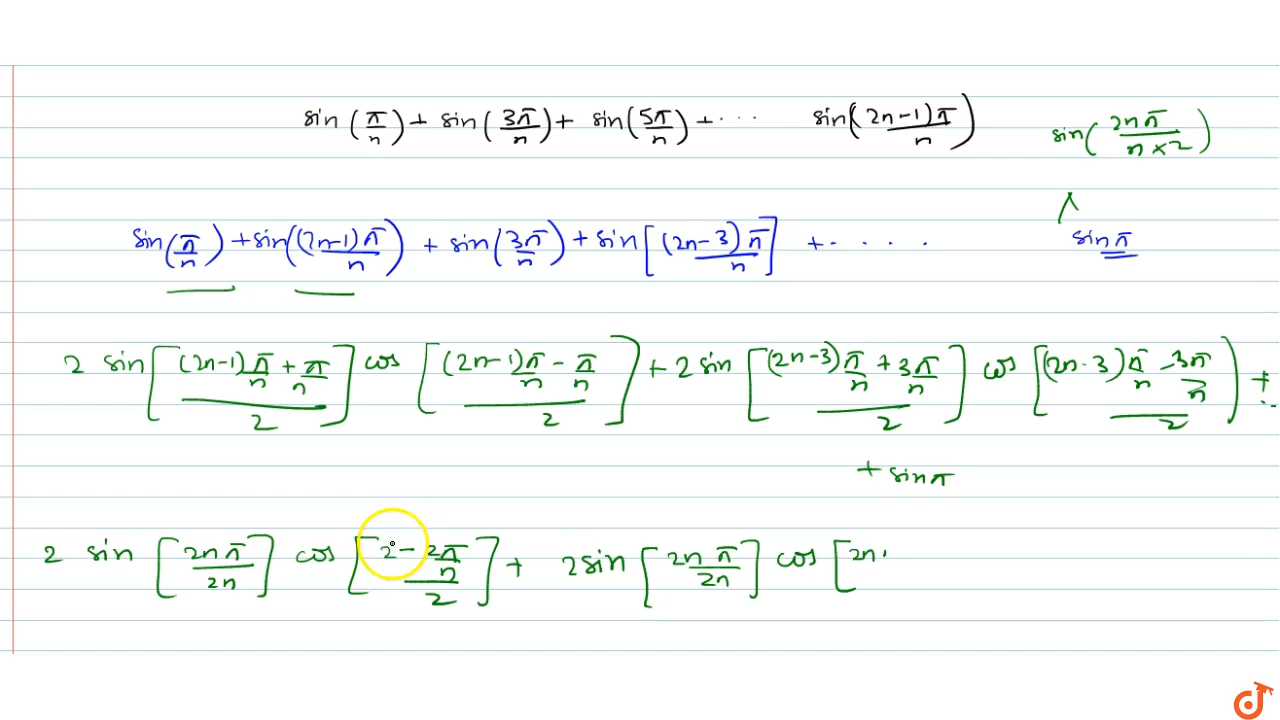 sin(π/n) + sin(3π/n) + sin(5π/n) + ... sin((2n-1)π/n)
sin(2nπ/(n×2))
sin(π/n) + sin((2n-1)π/n) + sin(3π/n) + sin[(2n-3)π/n] + ....
sinπ
2 sin[((2n-1)π/n + π/n)/2] cos[((2n-1)π/n - π/n)/2] + 2 sin[((2n-3)π/n + 3π/n)/2] cos[((2n-3)π/n - 3π/n)/2] + ..
+ sinπ
2 sin[2nπ/2n] cos[(2 - 2π/n)/2] + 2 sin[2nπ/2n] cos[2n